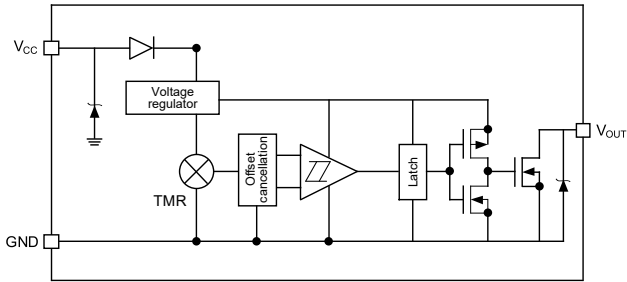 VCC
Voltage
regulator
TMR
Offset
cancellation
Latch
VOUT
GND